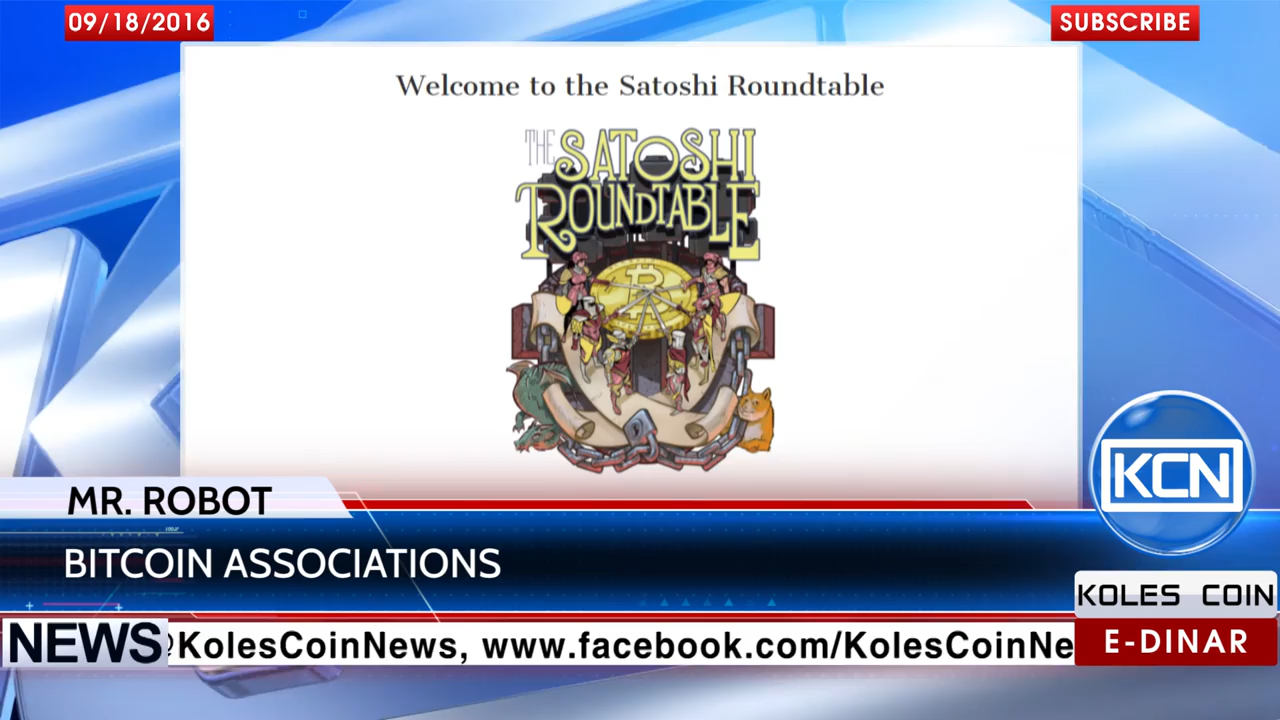 09/18/2016
SUBSCRIBE
Welcome to the Satoshi Roundtable
THE SATOSHI
ROUNDTABLE
KCN
MR. ROBOT
BITCOIN ASSOCIATIONS
KOLES COIN
NEWS
@KolesCoinNews, www.facebook.com/KolesCoinNe
E-DINAR